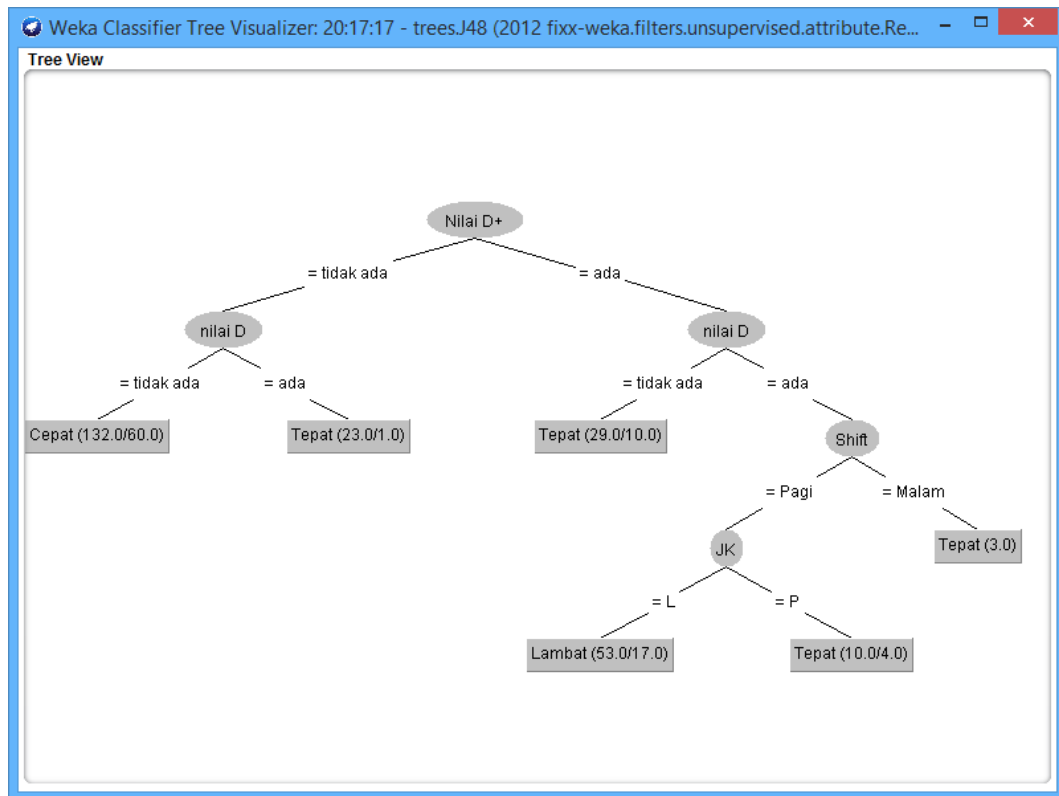 Weka Classifier Tree Visualizer: 20:17:17 - trees.J48 (2012 fixx-weka.filters.unsupervised.attribute.Re...
Tree View
Nilai D+
= tidak ada
= ada
nilai D
nilai D
= tidak ada
= ada
= tidak ada
= ada
Cepat (132.0/60.0)
Tepat (23.0/1.0)
Tepat (29.0/10.0)
Shift
= Pagi
= Malam
JK
Tepat (3.0)
= L
= P
Lambat (53.0/17.0)
Tepat (10.0/4.0)